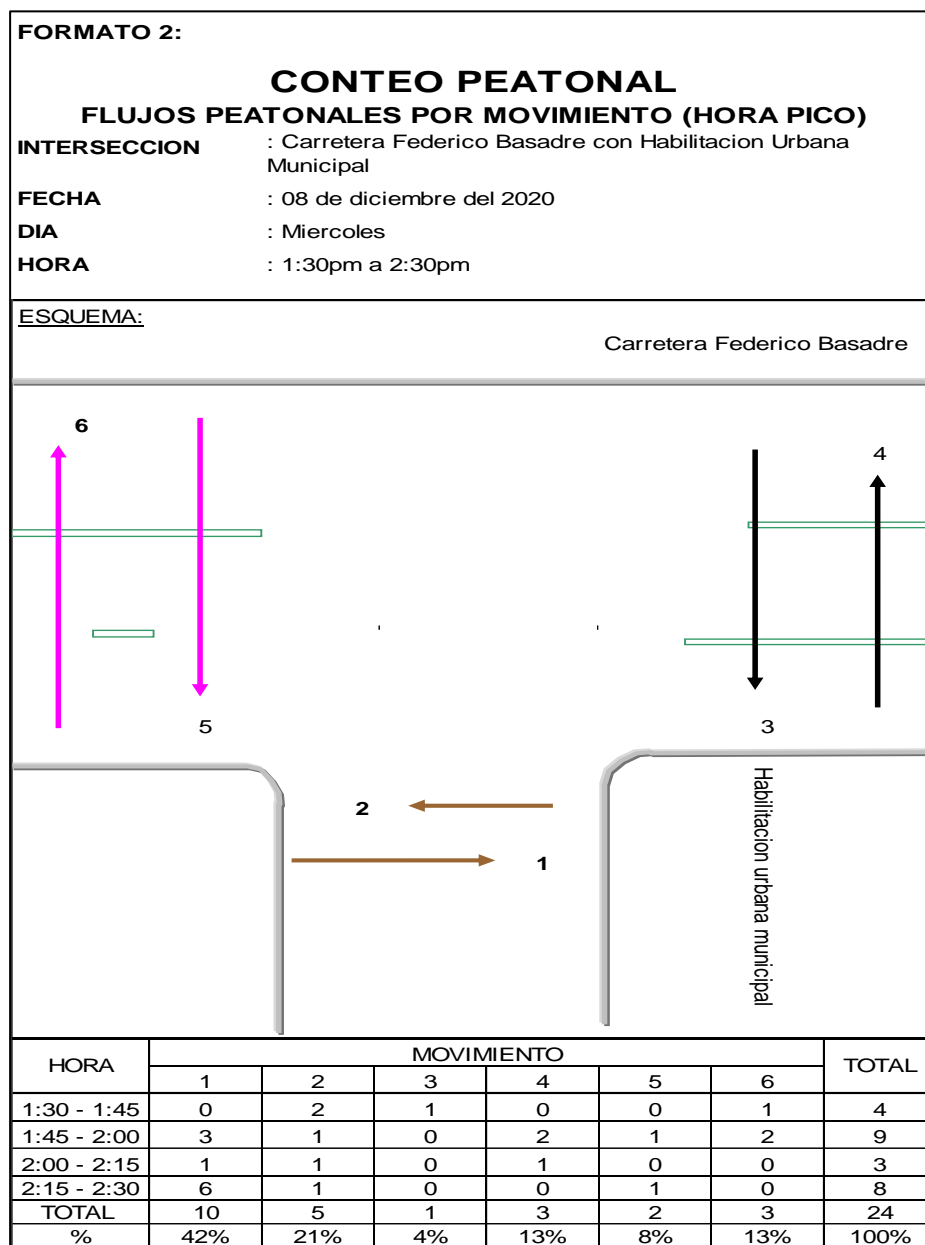 FORMATO 2:
CONTEO PEATONAL
FLUJOS PEATONALES POR MOVIMIENTO (HORA PICO)
INTERSECCION : Carretera Federico Basadre con Habilitacion Urbana
Municipal
FECHA : 08 de diciembre del 2020
DIA : Miercoles
HORA : 1:30pm a 2:30pm
ESQUEMA:
Carretera Federico Basadre
6
4
5
3
2
1
Habilitacion urbana municipal
HORA MOVIMIENTO TOTAL
1 2 3 4 5 6
1:30 - 1:45 0 2 1 0 0 1 4
1:45 - 2:00 3 1 0 2 1 2 9
2:00 - 2:15 1 1 0 1 0 0 3
2:15 - 2:30 6 1 0 0 1 0 8
TOTAL 10 5 1 3 2 3 24
% 42% 21% 4% 13% 8% 13% 100%